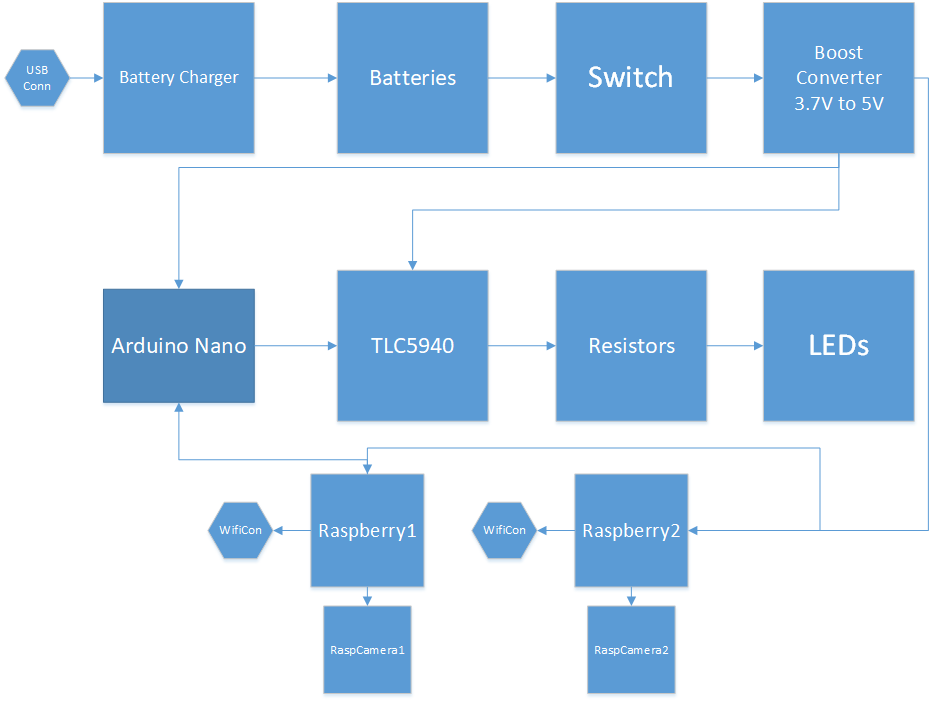 USB
Conn
Battery Charger
Batteries
Switch
Boost
Converter
3.7V to 5V
Arduino Nano
TLC5940
Resistors
LEDs
WifiCon
Raspberry1
WifiCon
Raspberry2
RaspCamera1
RaspCamera2